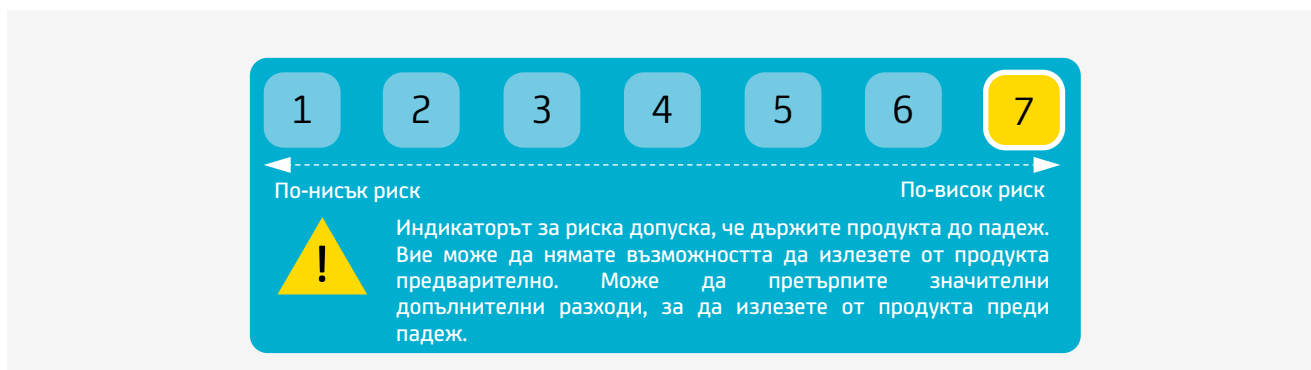 1 2 3 4 5 6 7
По-нисък риск По-висок риск
!
Индикаторът за риска допуска, че държите продукта до падеж.
Вие може да нямате възможността да излезете от продукта
предварително. Може да претърпите значителни
допълнителни разходи, за да излезете от продукта преди
падеж.